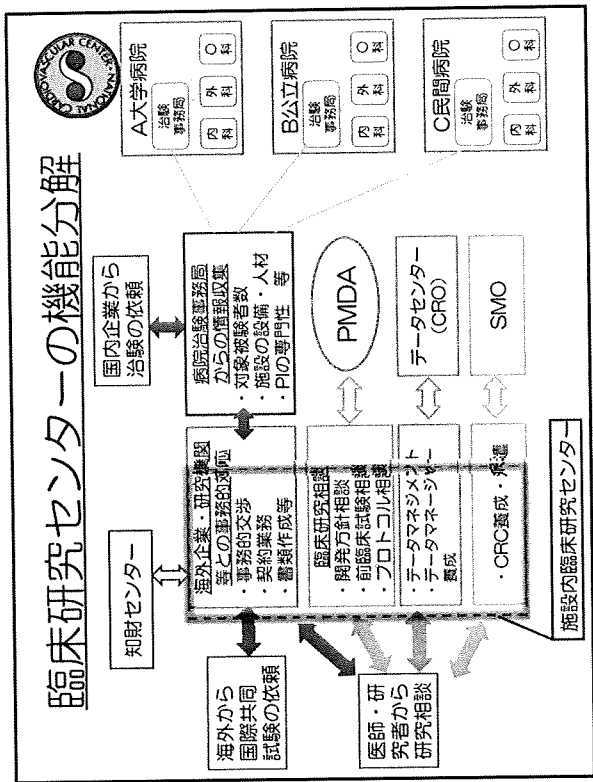 臨床研究センターの機能分解
NATIONAL CARDIOVASCULAR CENTER
知財センター
国内企業から
治験の依頼
海外から
国際共同
試験の依頼
医師・研
究者から
研究相談
海外企業・研究機関
等との事務的対応
・事務的交渉
・契約業務
・書類作成等
臨床研究相談
・開発方針相談
・前臨床試験相談
・プロトコル相談
・データマネジメント
・データマネージャー
養成
・CRC養成・派遣
施設内臨床研究センター
病院治験事務局
からの情報収集
・対象被験者数
・施設の設備・人材
・PIの専門性 等
PMDA
データセンター
(CRO)
SMO
A大学病院
治験
事務局
内科
外科
〇科
B公立病院
治験
事務局
内科
外科
〇科
C民間病院
治験
事務局
内科
外科
〇科